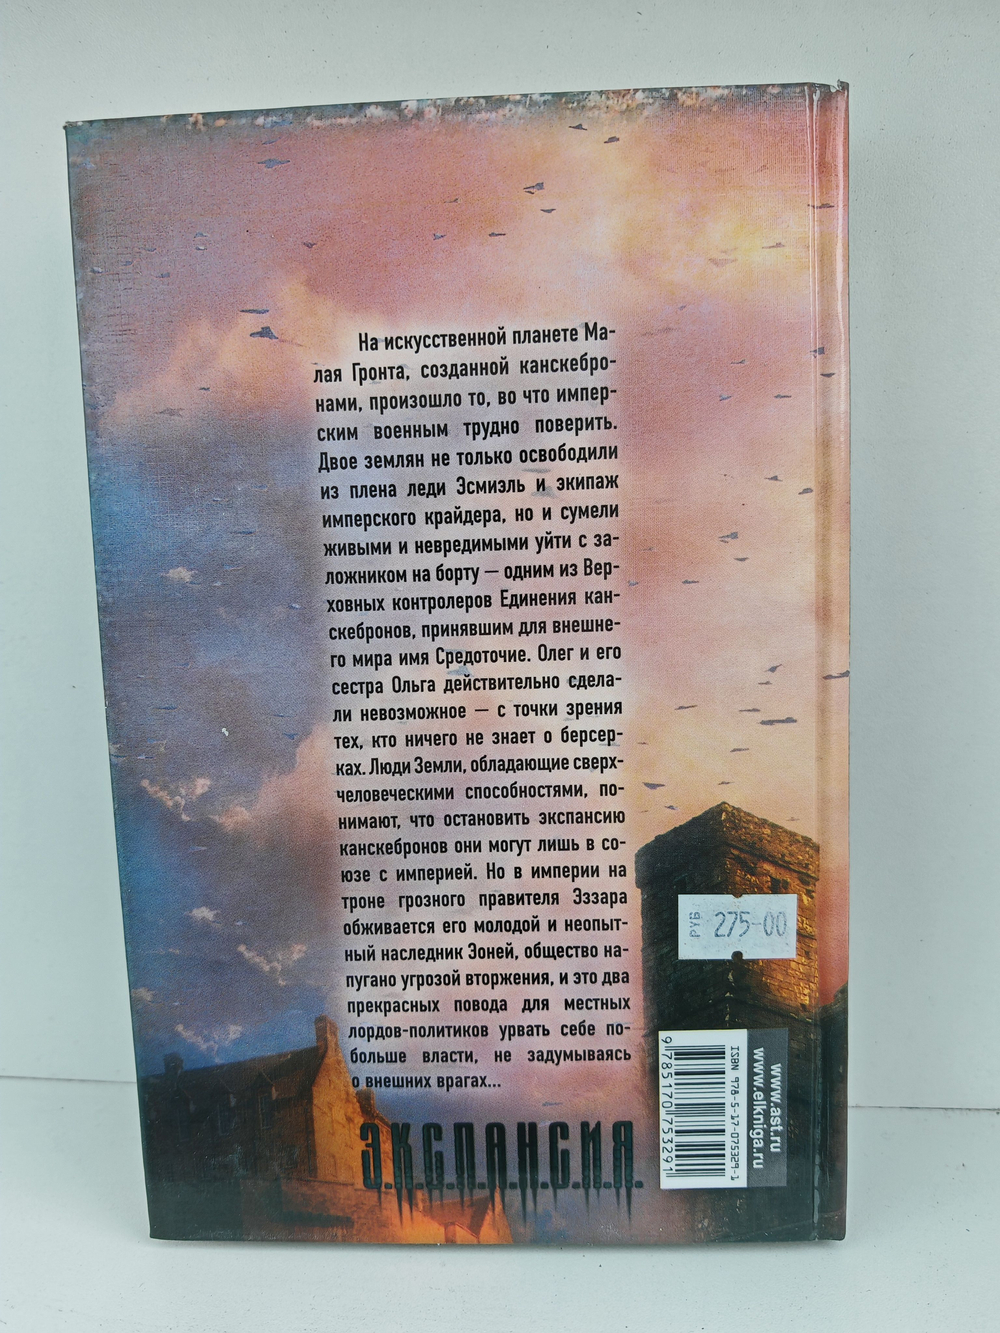 На искусственной планете Ма-
лая Гронта, созданной канскебро-
нами, произошло то, во что импер-
ским военным трудно поверить.
Двое землян не только освободили
из плена леди Эсмиэль и экипаж
имперского крайдера, но и сумели
живыми и невредимыми уйти с за-
ложником на борту — одним из Вер-
ховных контролеров Единения кан-
скебронов, принявшим для внешне-
го мира имя Средоточие. Олег и его
сестра Ольга действительно сдела-
ли невозможное — с точки зрения
тех, кто ничего не знает о берсер-
ках. Люди Земли, обладающие сверх-
человеческими способностями, по-
нимают, что остановить экспансию
канскебронов они могут лишь в со-
юзе с империей. Но в империи на
троне грозного правителя Эззара
обживается его молодой и неопыт-
ный наследник Эоней, общество на-
пугано угрозой вторжения, и это два
прекрасных повода для местных
лордов-политиков урвать себе по-
больше власти, не задумываясь
о внешних врагах...
Э.К.С.П.А.Н.С.И.Я.
РУБ. 275-00
ISBN 978-5-17-075329-1
9785170753291
www.ast.ru
www.elkniga.ru